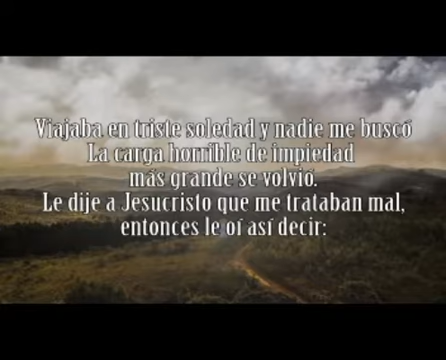 Viajaba en triste soledad y nadie me buscó
La carga horrible de impiedad
más grande se volvió.
Le dije a Jesucristo que me trataban mal,
entonces le oí así decir: